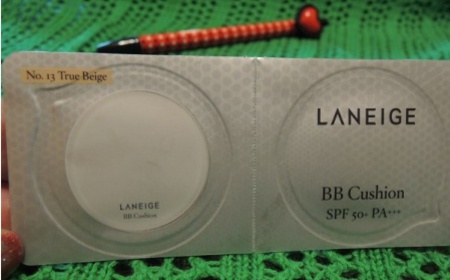 No. 13 True Beige
LANEIGE
BB Cushion
LANEIGE
BB Cushion
SPF 50+ PA+++